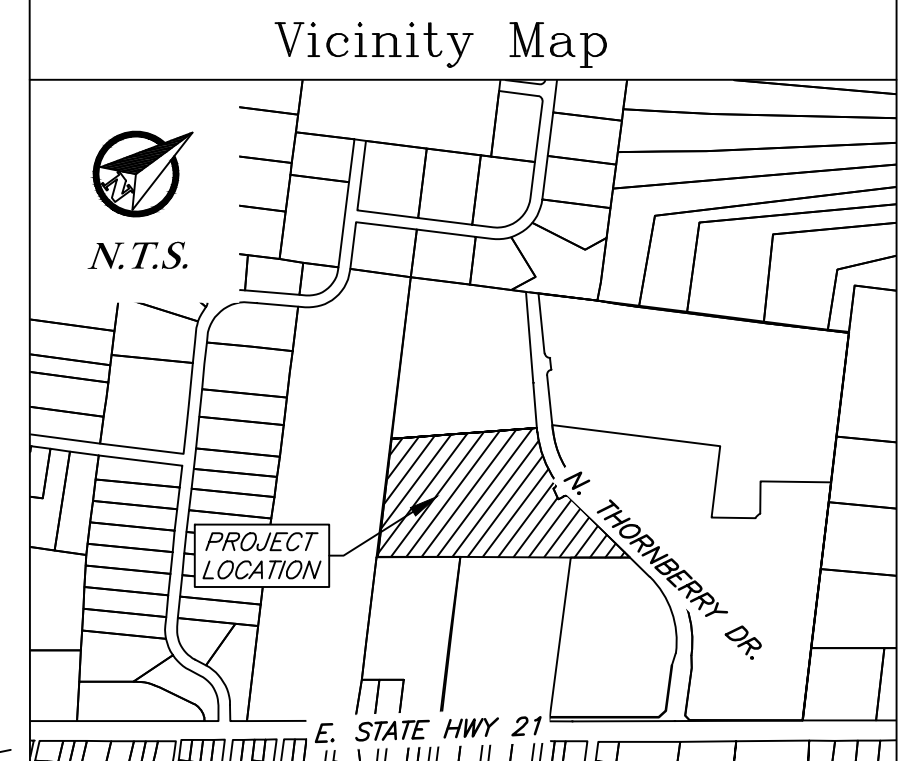 Vicinity Map
N
N.T.S.
N. THORNBERRY DR.
PROJECT
LOCATION
E. STATE HWY 21